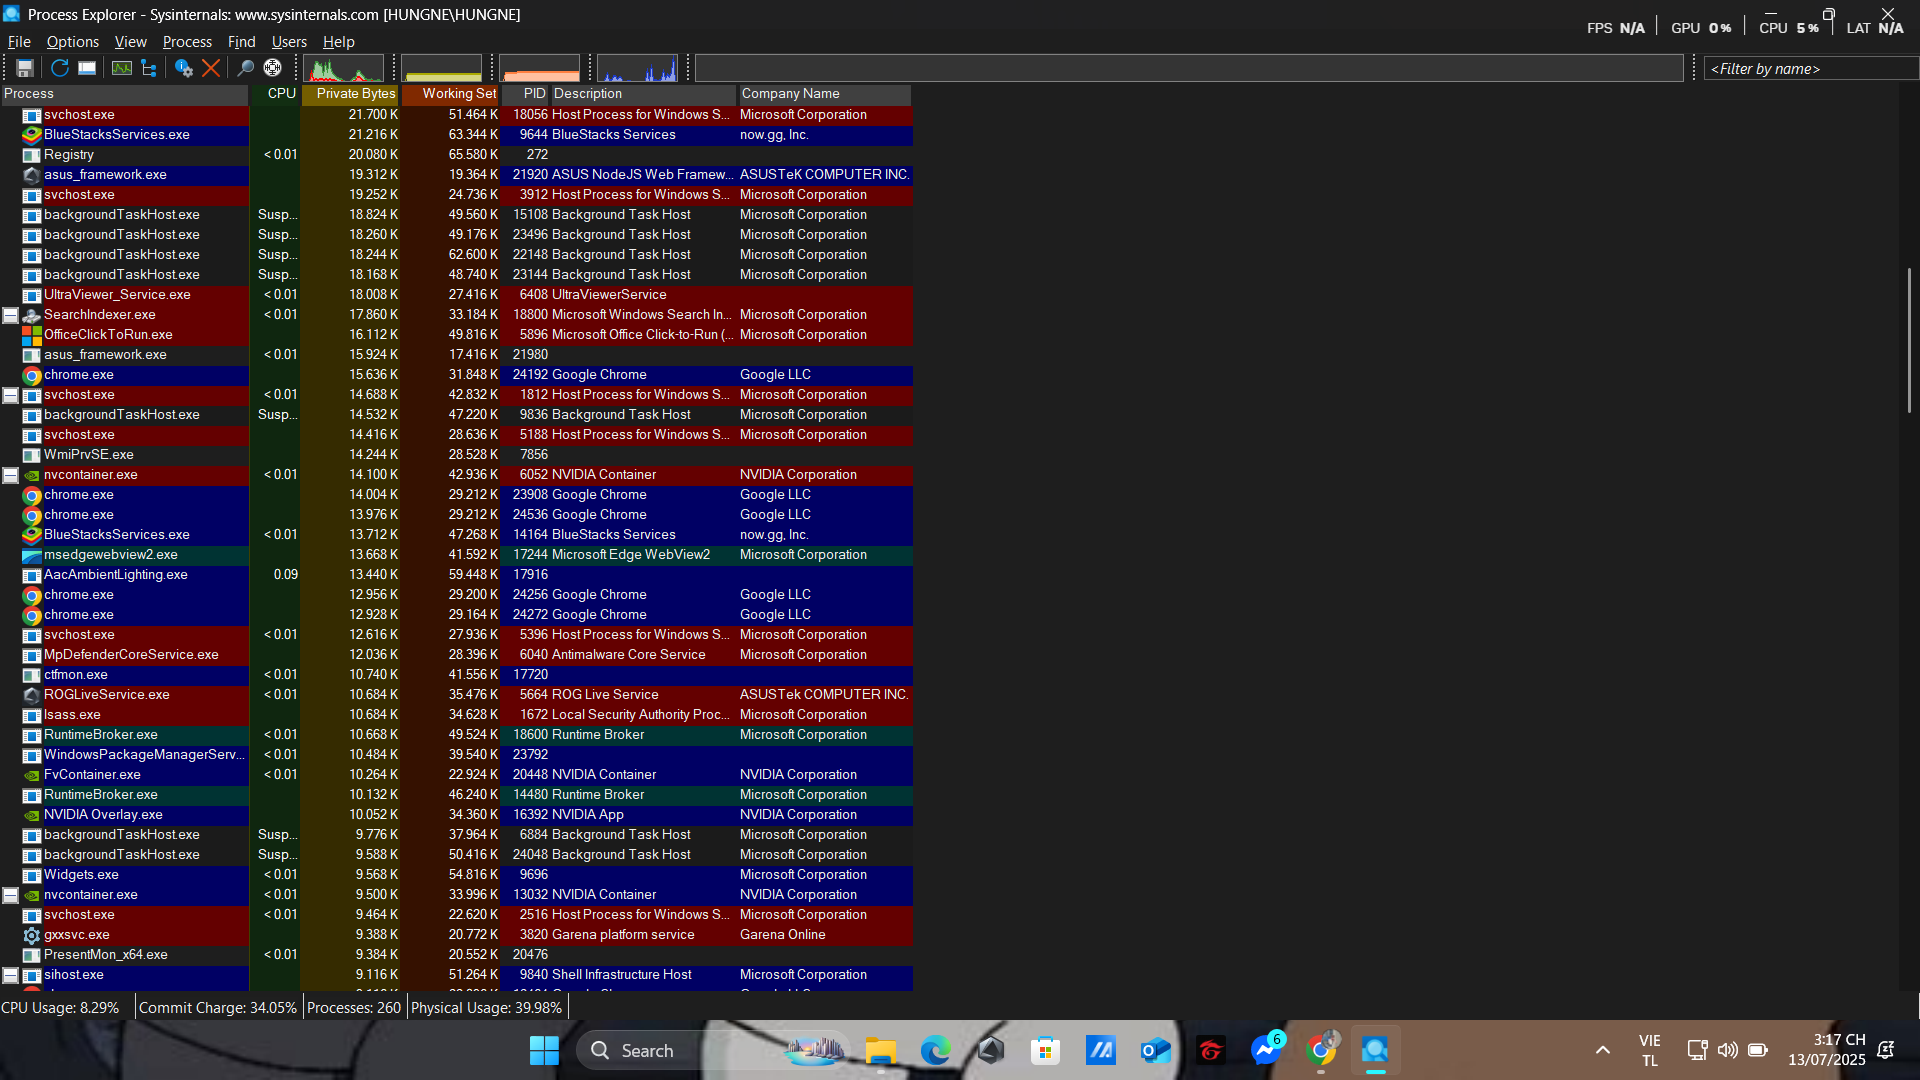 Process Explorer - Sysinternals: www.sysinternals.com [HUNGNE\HUNGNE]
FPS N/A GPU 0% CPU 5% LAT N/A
File Options View Process Find Users Help
<Filter by name>
Process CPU Private Bytes Working Set PID Description Company Name
svchost.exe 21.700 K 51.464 K 18056 Host Process for Windows S... Microsoft Corporation
BlueStacksServices.exe 21.216 K 63.344 K 9644 BlueStacks Services now.gg, Inc.
Registry < 0.01 20.080 K 65.580 K 272
asus_framework.exe 19.312 K 19.364 K 21920 ASUS NodeJS Web Framew... ASUSTeK COMPUTER INC.
svchost.exe 19.252 K 24.736 K 3912 Host Process for Windows S... Microsoft Corporation
backgroundTaskHost.exe Susp... 18.824 K 49.560 K 15108 Background Task Host Microsoft Corporation
backgroundTaskHost.exe Susp... 18.260 K 49.176 K 23496 Background Task Host Microsoft Corporation
backgroundTaskHost.exe Susp... 18.244 K 62.600 K 22148 Background Task Host Microsoft Corporation
backgroundTaskHost.exe Susp... 18.168 K 48.740 K 23144 Background Task Host Microsoft Corporation
UltraViewer_Service.exe < 0.01 18.008 K 27.416 K 6408 UltraViewerService
SearchIndexer.exe < 0.01 17.860 K 33.184 K 18800 Microsoft Windows Search In... Microsoft Corporation
OfficeClickToRun.exe 16.112 K 49.816 K 5896 Microsoft Office Click-to-Run (... Microsoft Corporation
asus_framework.exe < 0.01 15.924 K 17.416 K 21980
chrome.exe 15.636 K 31.848 K 24192 Google Chrome Google LLC
svchost.exe < 0.01 14.688 K 42.832 K 1812 Host Process for Windows S... Microsoft Corporation
backgroundTaskHost.exe Susp... 14.532 K 47.220 K 9836 Background Task Host Microsoft Corporation
svchost.exe 14.416 K 28.636 K 5188 Host Process for Windows S... Microsoft Corporation
WmiPrvSE.exe 14.244 K 28.528 K 7856
nvcontainer.exe < 0.01 14.100 K 42.936 K 6052 NVIDIA Container NVIDIA Corporation
chrome.exe 14.004 K 29.212 K 23908 Google Chrome Google LLC
chrome.exe 13.976 K 29.212 K 24536 Google Chrome Google LLC
BlueStacksServices.exe < 0.01 13.712 K 47.268 K 14164 BlueStacks Services now.gg, Inc.
msedgewebview2.exe 13.668 K 41.592 K 17244 Microsoft Edge WebView2 Microsoft Corporation
AacAmbientLighting.exe 0.09 13.440 K 59.448 K 17916
chrome.exe 12.956 K 29.200 K 24256 Google Chrome Google LLC
chrome.exe 12.928 K 29.164 K 24272 Google Chrome Google LLC
svchost.exe < 0.01 12.616 K 27.936 K 5396 Host Process for Windows S... Microsoft Corporation
MpDefenderCoreService.exe 12.036 K 28.396 K 6040 Antimalware Core Service Microsoft Corporation
ctfmon.exe < 0.01 10.740 K 41.556 K 17720
ROGLiveService.exe < 0.01 10.684 K 35.476 K 5664 ROG Live Service ASUSTek COMPUTER INC.
lsass.exe 10.684 K 34.628 K 1672 Local Security Authority Proc... Microsoft Corporation
RuntimeBroker.exe < 0.01 10.668 K 49.524 K 18600 Runtime Broker Microsoft Corporation
WindowsPackageManagerServ... < 0.01 10.484 K 39.540 K 23792
FvContainer.exe < 0.01 10.264 K 22.924 K 20448 NVIDIA Container NVIDIA Corporation
RuntimeBroker.exe 10.132 K 46.240 K 14480 Runtime Broker Microsoft Corporation
NVIDIA Overlay.exe 10.052 K 34.360 K 16392 NVIDIA App NVIDIA Corporation
backgroundTaskHost.exe Susp... 9.776 K 37.964 K 6884 Background Task Host Microsoft Corporation
backgroundTaskHost.exe Susp... 9.588 K 50.416 K 24048 Background Task Host Microsoft Corporation
Widgets.exe < 0.01 9.568 K 54.816 K 9696 Microsoft Corporation
nvcontainer.exe < 0.01 9.500 K 33.996 K 13032 NVIDIA Container NVIDIA Corporation
svchost.exe < 0.01 9.464 K 22.620 K 2516 Host Process for Windows S... Microsoft Corporation
gxxsvc.exe 9.388 K 20.772 K 3820 Garena platform service Garena Online
PresentMon_x64.exe < 0.01 9.384 K 20.552 K 20476
sihost.exe 9.116 K 51.264 K 9840 Shell Infrastructure Host Microsoft Corporation
CPU Usage: 8.29% Commit Charge: 34.05% Processes: 260 Physical Usage: 39.98%
Search
6
VIE
TL
3:17 CH
13/07/2025